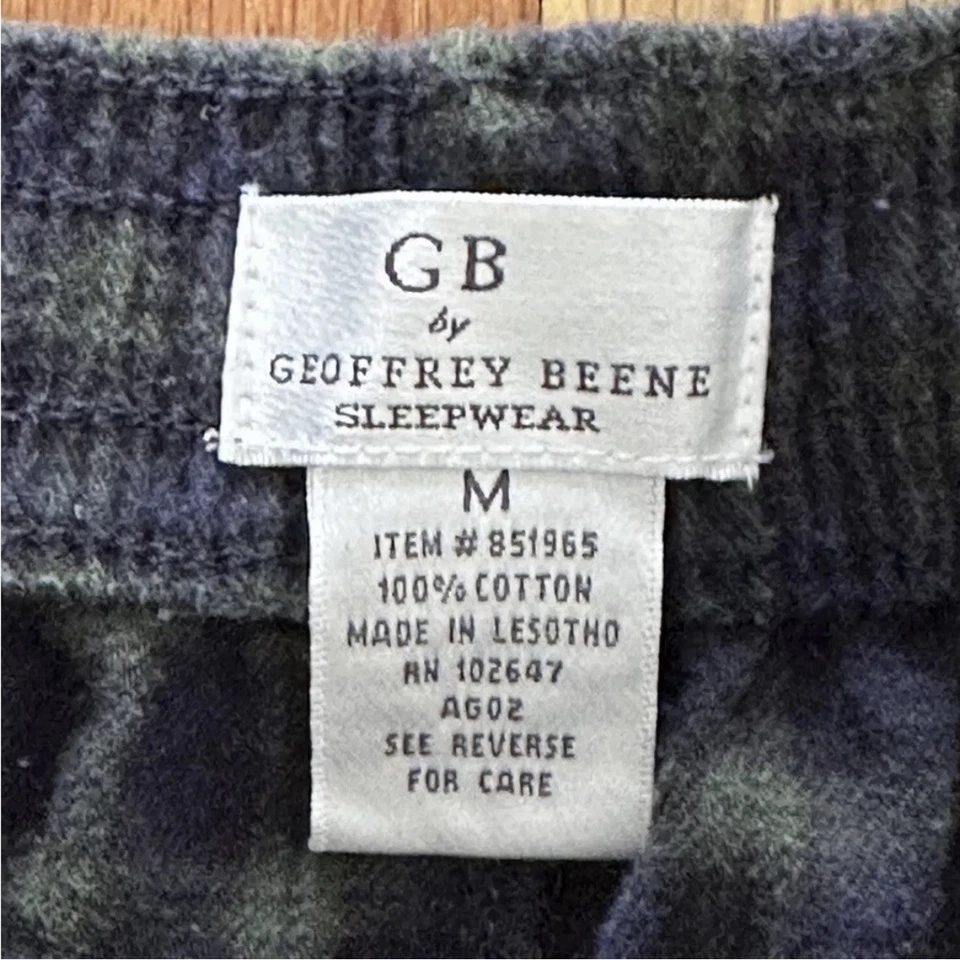 GB
by
GEOFFREY BEENE
SLEEPWEAR
M
ITEM # 851965
100% COTTON
MADE IN LESOTHO
RN 102647
AG02
SEE REVERSE
FOR CARE